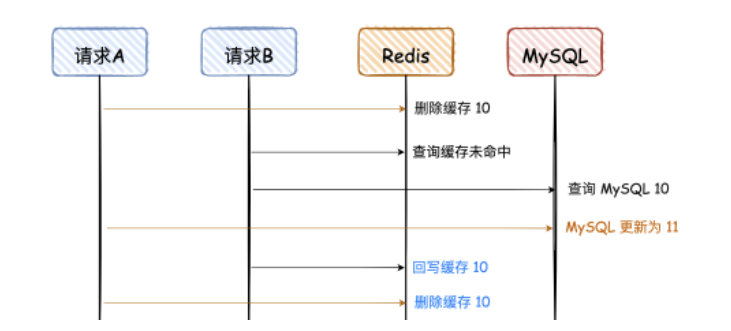 请求A
请求B
Redis
MySQL
删除缓存 10
查询缓存未命中
查询 MySQL 10
MySQL 更新为 11
回写缓存 10
删除缓存 10